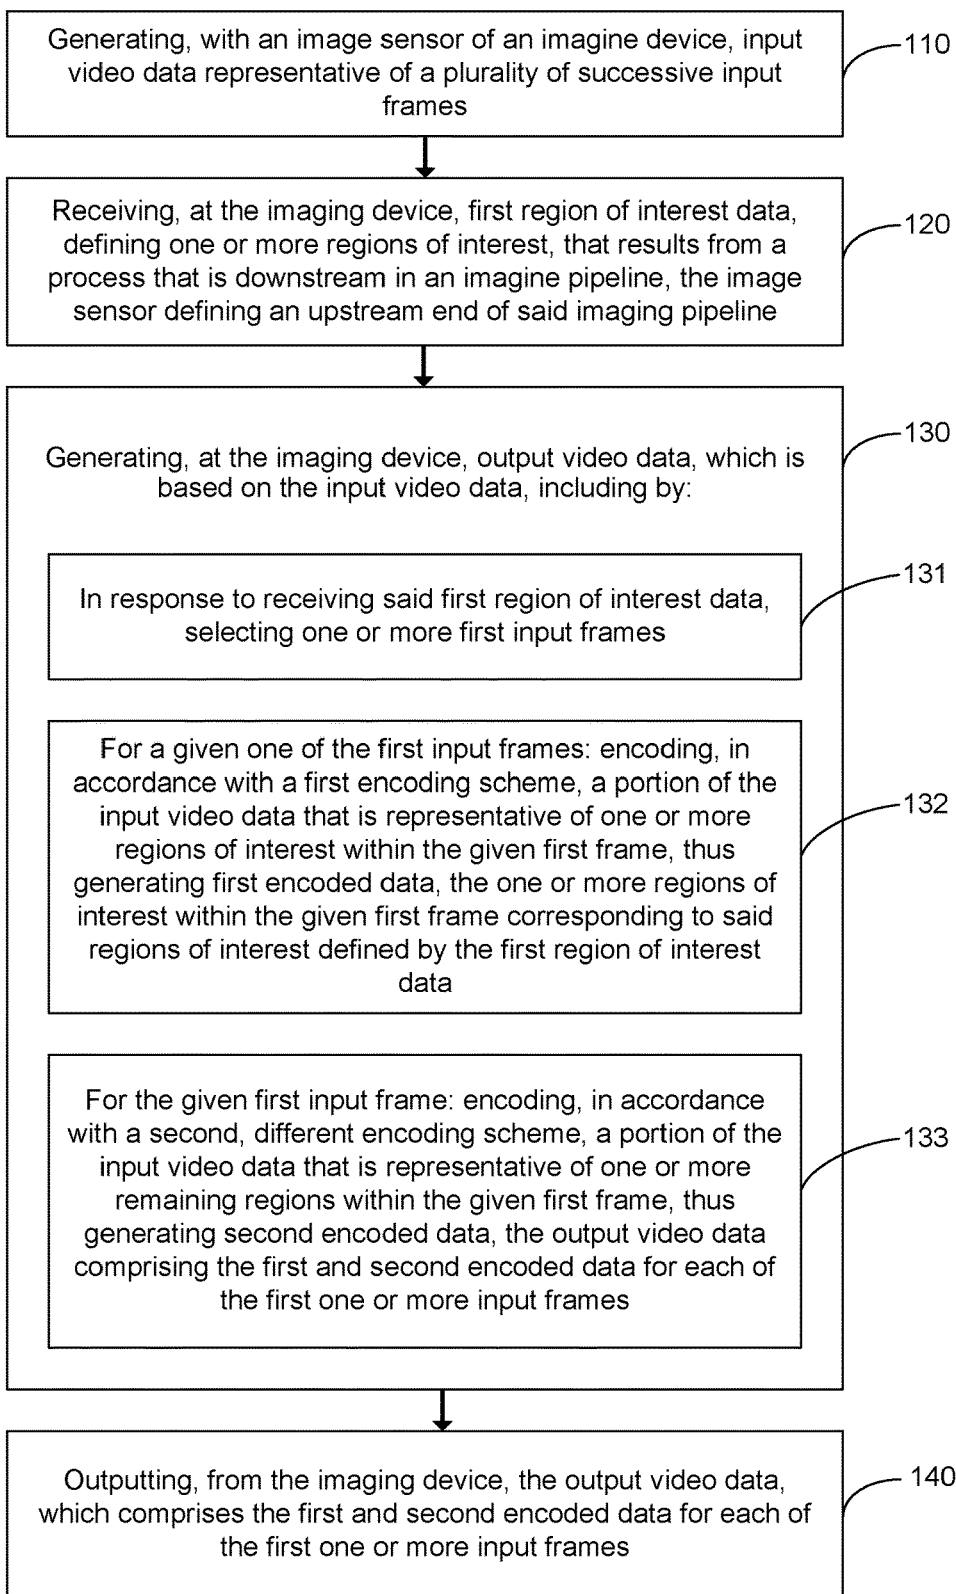 Generating, with an image sensor of an imagine device, input
video data representative of a plurality of successive input
frames
110
Receiving, at the imaging device, first region of interest data,
defining one or more regions of interest, that results from a
process that is downstream in an imagine pipeline, the image
sensor defining an upstream end of said imaging pipeline
120
130
Generating, at the imaging device, output video data, which is
based on the input video data, including by:
In response to receiving said first region of interest data,
selecting one or more first input frames
131
For a given one of the first input frames: encoding, in
accordance with a first encoding scheme, a portion of the
input video data that is representative of one or more
regions of interest within the given first frame, thus
generating first encoded data, the one or more regions of
interest within the given first frame corresponding to said
regions of interest defined by the first region of interest
data
132
For the given first input frame: encoding, in accordance
with a second, different encoding scheme, a portion of the
input video data that is representative of one or more
remaining regions within the given first frame, thus
generating second encoded data, the output video data
comprising the first and second encoded data for each of
the first one or more input frames
133
Outputting, from the imaging device, the output video data,
which comprises the first and second encoded data for each of
the first one or more input frames
140